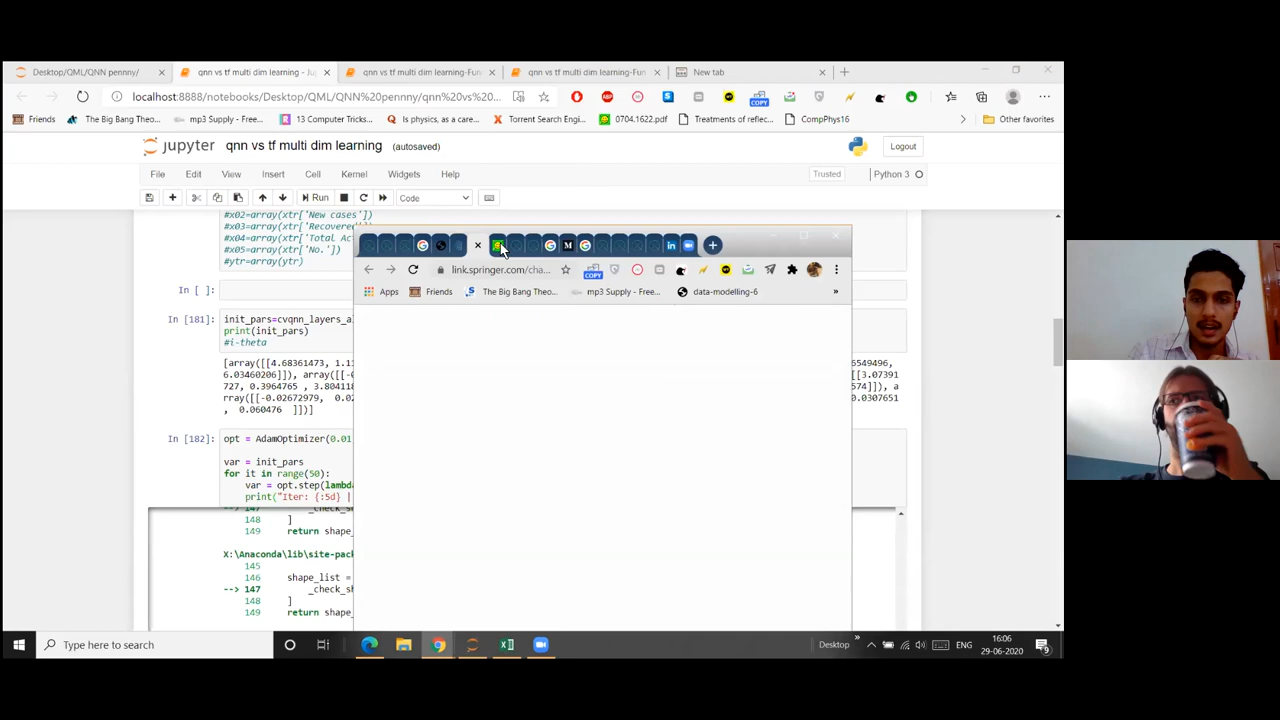 Desktop/QML/QNN pennny/
qnn vs tf multi dim learning - Ju
qnn vs tf multi dim learning-Fun
qnn vs tf multi dim learning-Fun
New tab
localhost:8888/notebooks/Desktop/QML/QNN%20pennny/qnn%20vs%20...
COPY
Friends
The Big Bang Theo...
mp3 Supply - Free...
13 Computer Tricks...
Is physics, as a care...
Torrent Search Engi...
0704.1622.pdf
Treatments of reflec...
CompPhys16
Other favorites
jupyter qnn vs tf multi dim learning (autosaved)
Logout
File Edit View Insert Cell Kernel Widgets Help
Trusted
Python 3
Run
Code
#x02=array(xtr['New cases'])
#x03=array(xtr['Recovere
#x04=array(xtr['Total Ac
#x05=array(xtr['No.'])
#ytr=array(ytr)
In [ ]:
In [181]:
init_pars=cvqnn_layers_a
print(init_pars)
#i-theta
[array([[4.68361473, 1.1
6549496,
6.03460206]]), array([[-
[[3.07391
727, 0.3964765 , 3.80411
574]]), a
rray([[-0.02672979, 0.0
0.0307651
, 0.060476 ]])]
In [182]:
opt = AdamOptimizer(0.01
var = init_pars
for it in range(50):
var = opt.step(lambd
print("Iter: {:5d} |
--> 147 _check_s
148 ]
149 return shape_
X:\Anaconda\lib\site-pac
145
146 shape_list =
--> 147 _check_s
148 ]
149 return shape_
link.springer.com/cha...
COPY
Apps
Friends
The Big Bang Theo...
mp3 Supply - Free...
data-modelling-6
»
Type here to search
Desktop
»
ENG
16:06
29-06-2020